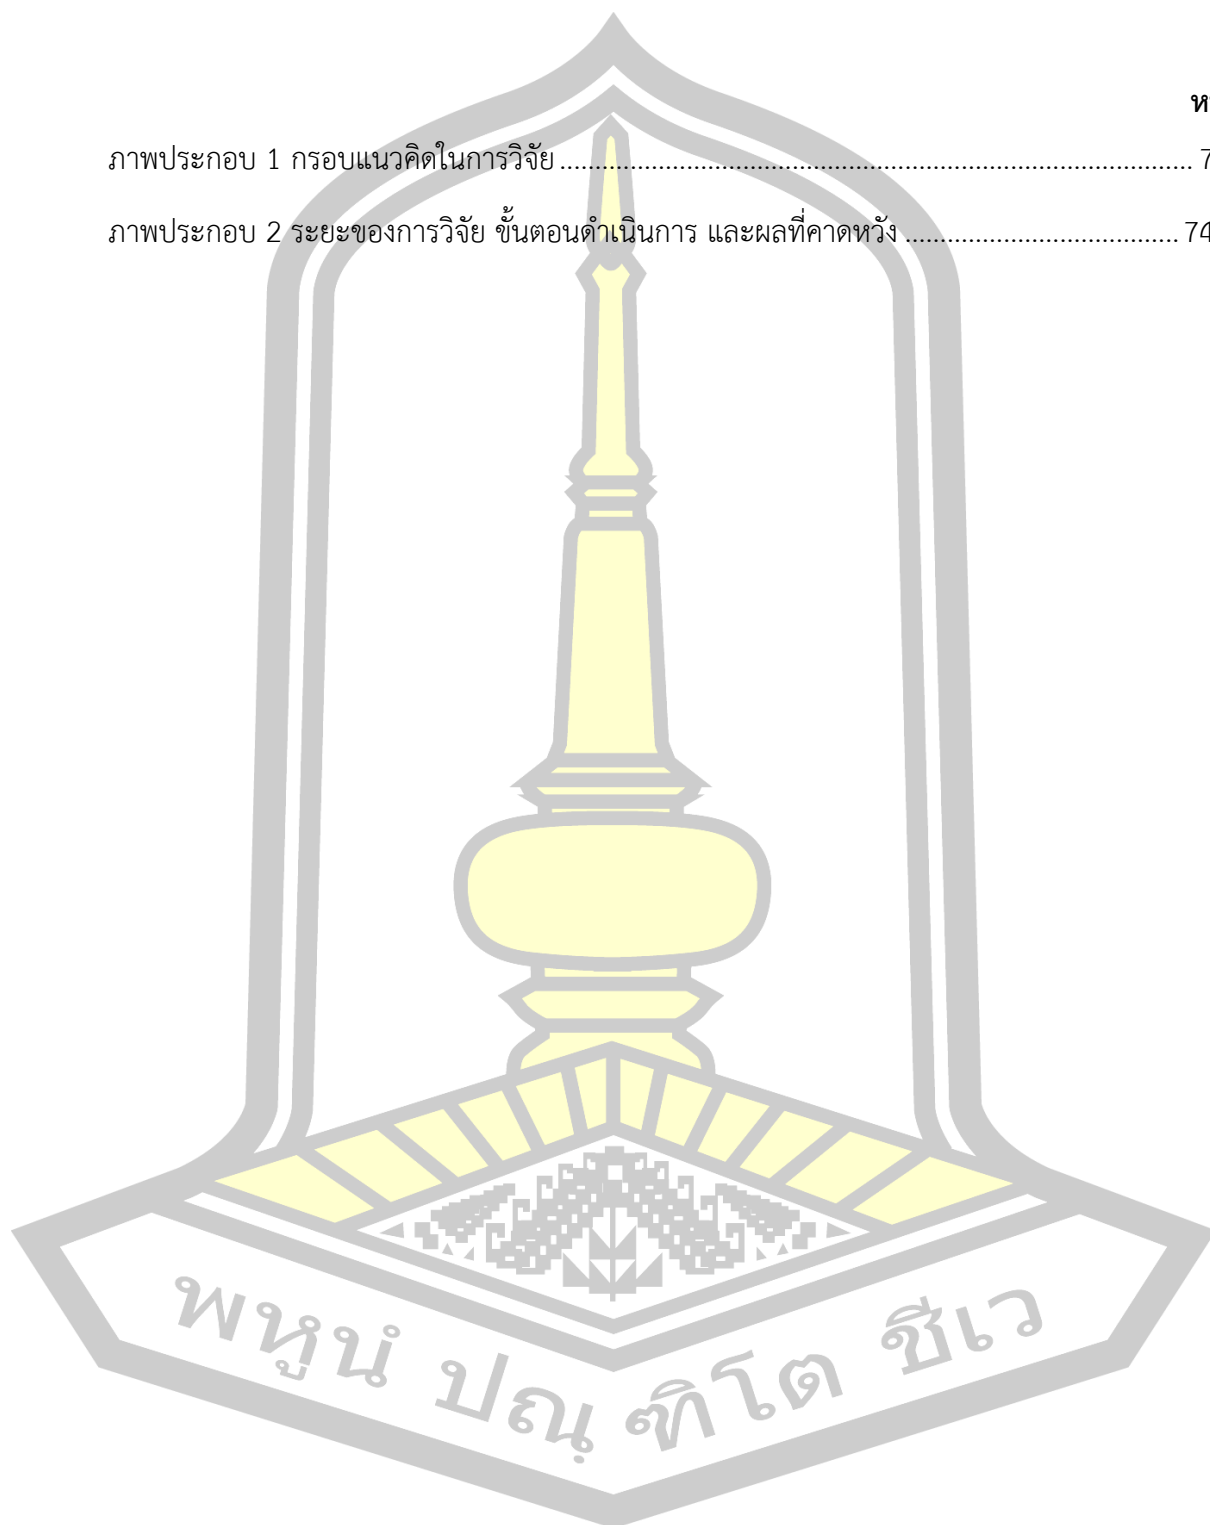 ภาพประกอบ 1 กรอบแนวคิดในการวิจัย ........................................................................................... 7
ภาพประกอบ 2 ระยะของการวิจัย ขั้นตอนดำเนินการ และผลที่คาดหวัง ....................................... 74
พหูนํ ปณฺฑิโต ชีเว